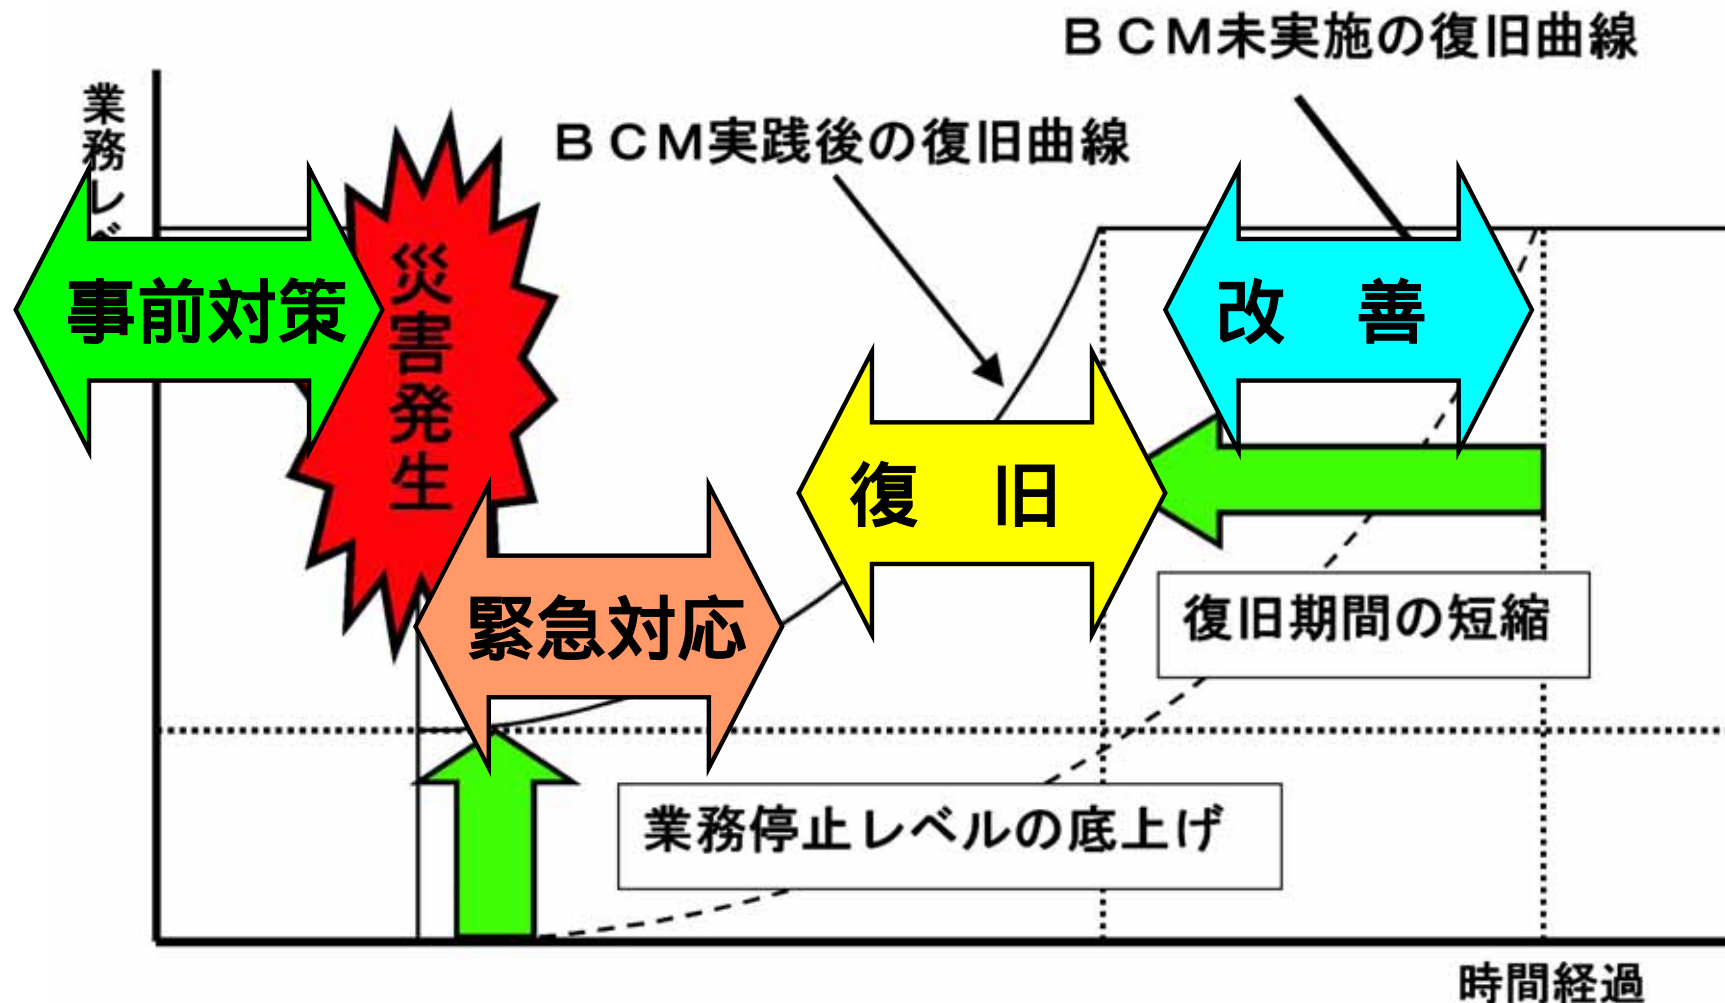 BCM未実施の復旧曲線
BCM実践後の復旧曲線
業務レベ
災害発生
事前対策
改 善
復 旧
緊急対応
復旧期間の短縮
業務停止レベルの底上げ
時間経過